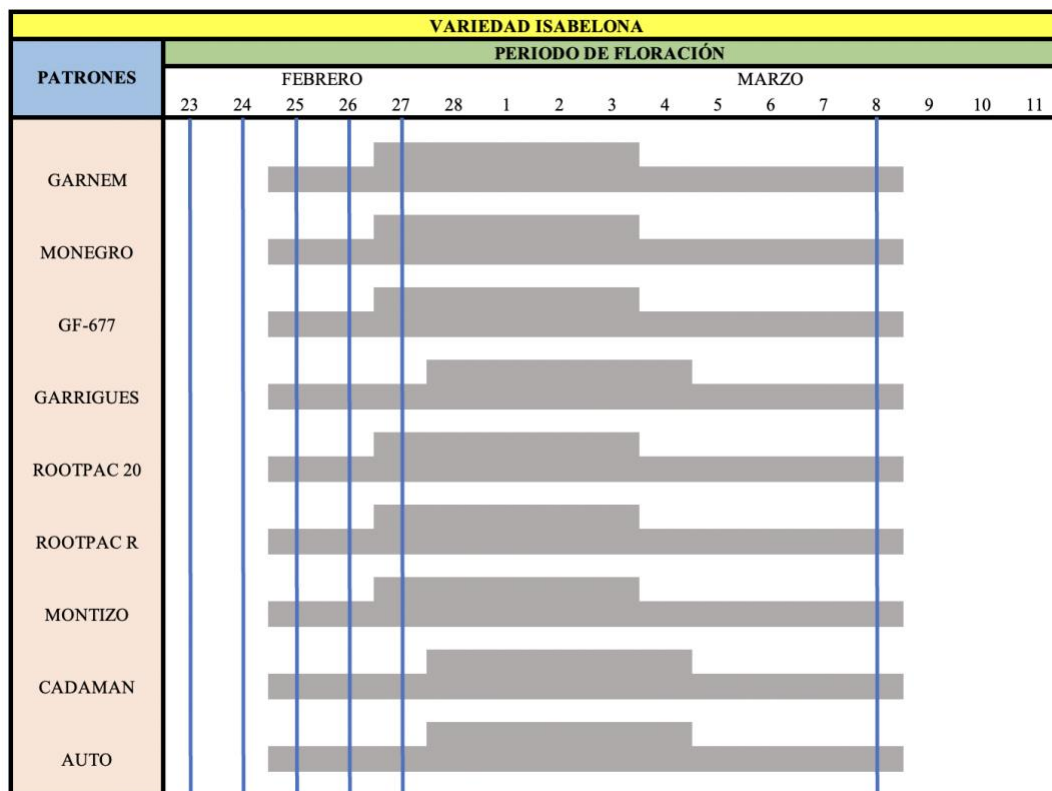 VARIEDAD ISABELONA
PATRONES
PERIODO DE FLORACIÓN
FEBRERO MARZO
23 24 25 26 27 28 1 2 3 4 5 6 7 8 9 10 11
GARNEM
MONEGRO
GF-677
GARRIGUES
ROOTPAC 20
ROOTPAC R
MONTIZO
CADAMAN
AUTO